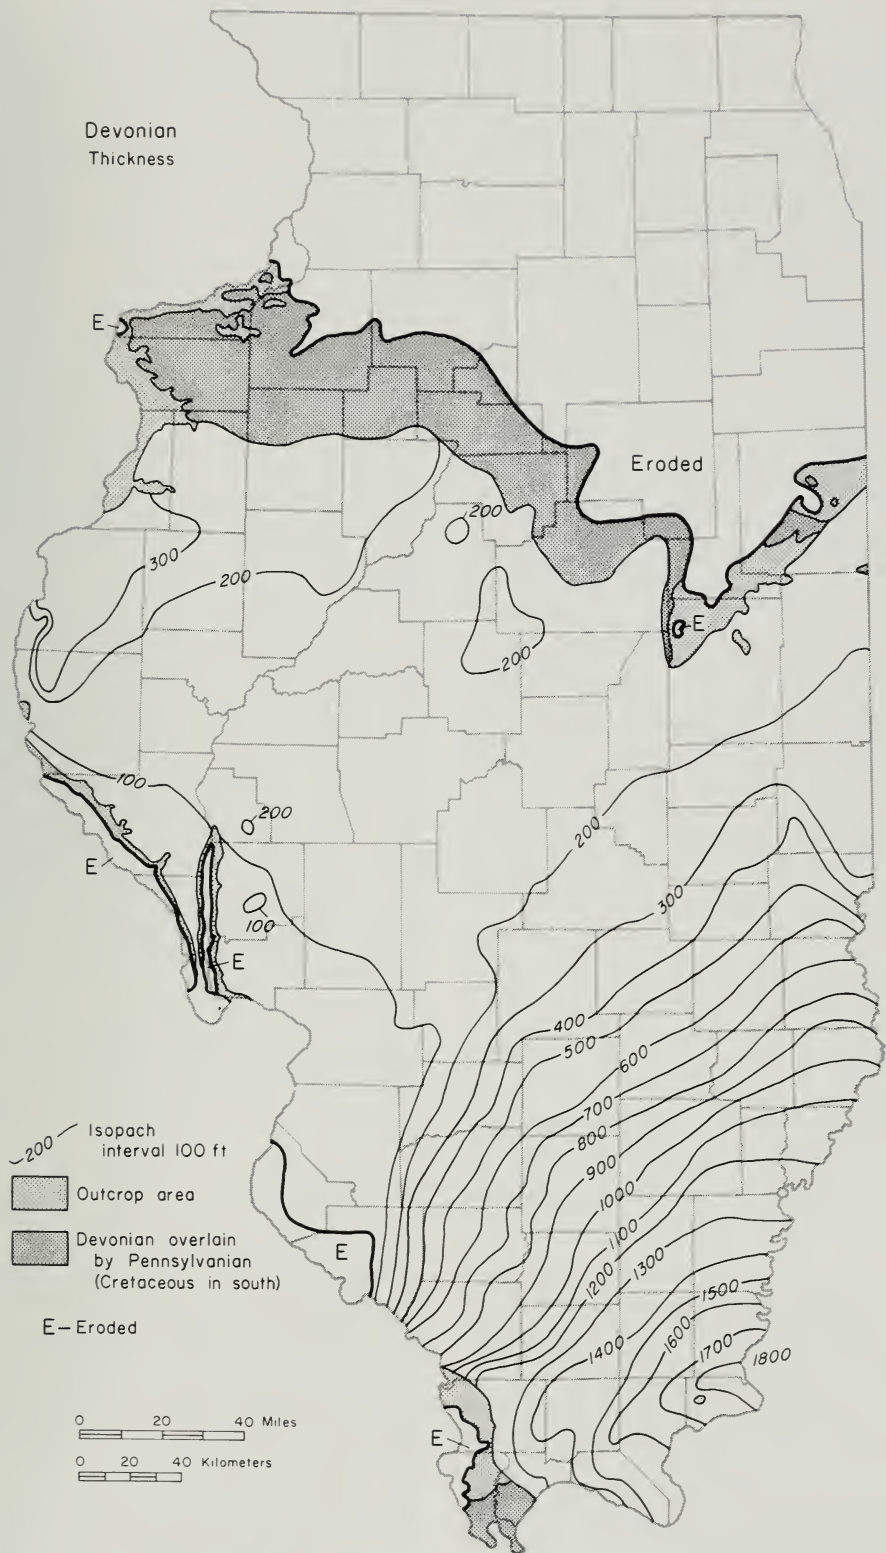 Devonian
Thickness
E
Eroded
200
300
200
200
E
100
200
200
E
300
100
E
400
500
600
700
800
900
1000
1100
1200
1300
E
1400
1500
1600
1700
1800
E
200 Isopach
interval 100 ft
Outcrop area
Devonian overlain
by Pennsylvanian
(Cretaceous in south)
E—Eroded
0 20 40 Miles
0 20 40 Kilometers